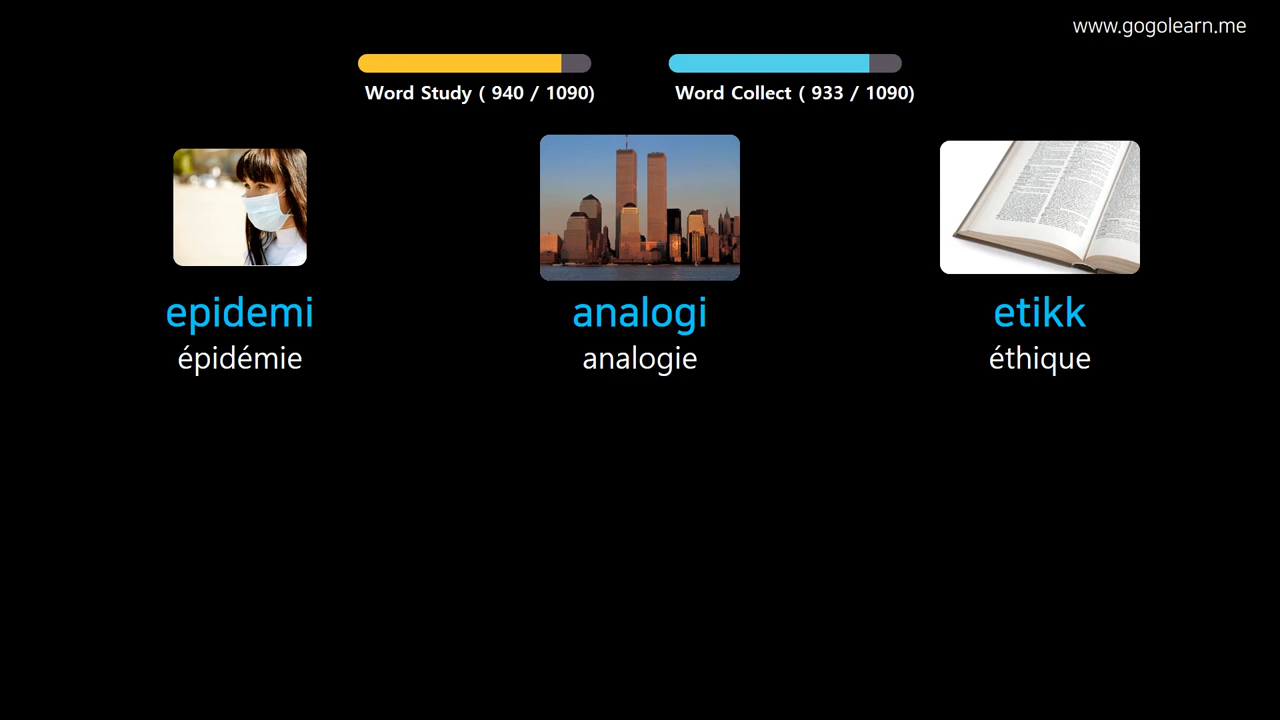 www.gogolearn.me
Word Study ( 940 / 1090)
Word Collect ( 933 / 1090)
epidemi
épidémie
analogi
analogie
etikk
éthique